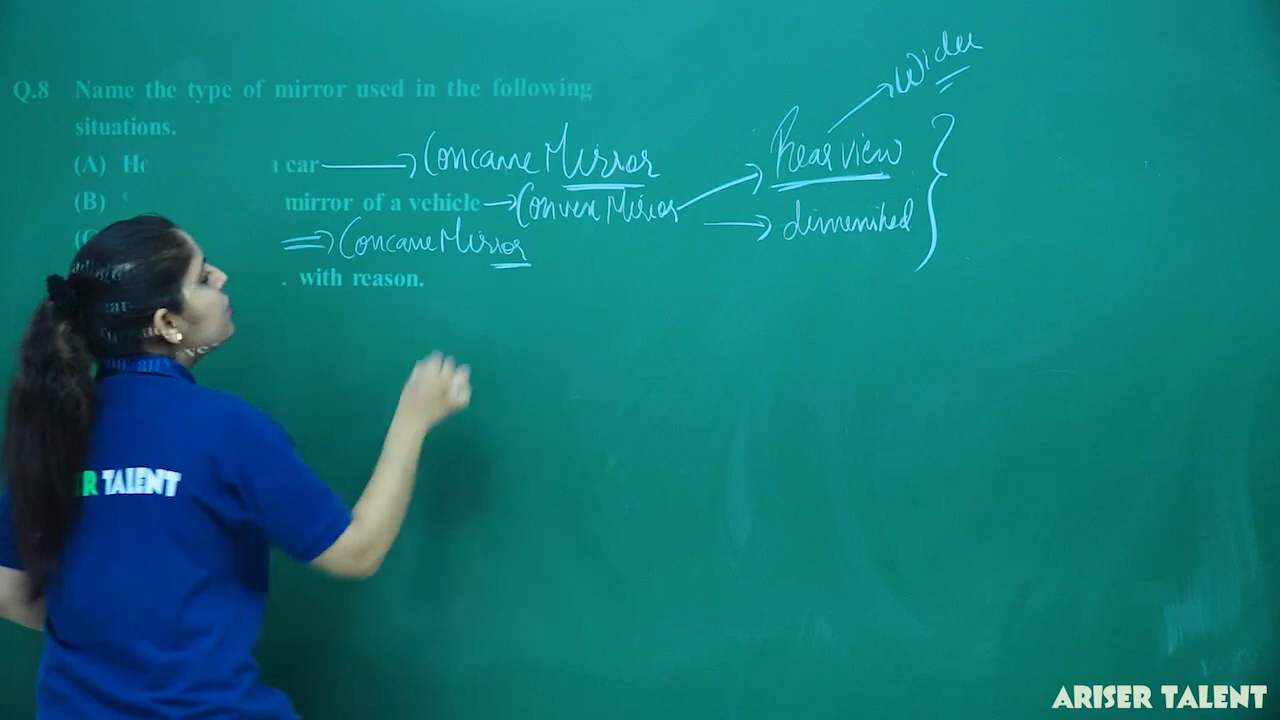 Wider
Q.8 Name the type of mirror used in the following
situations.
(A) He car → Concave Mirror Rear view
(B) mirror of a vehicle → Convex Mirror → diminished
⇒ Concave Mirror
. with reason.
R TALENT
ARISER TALENT